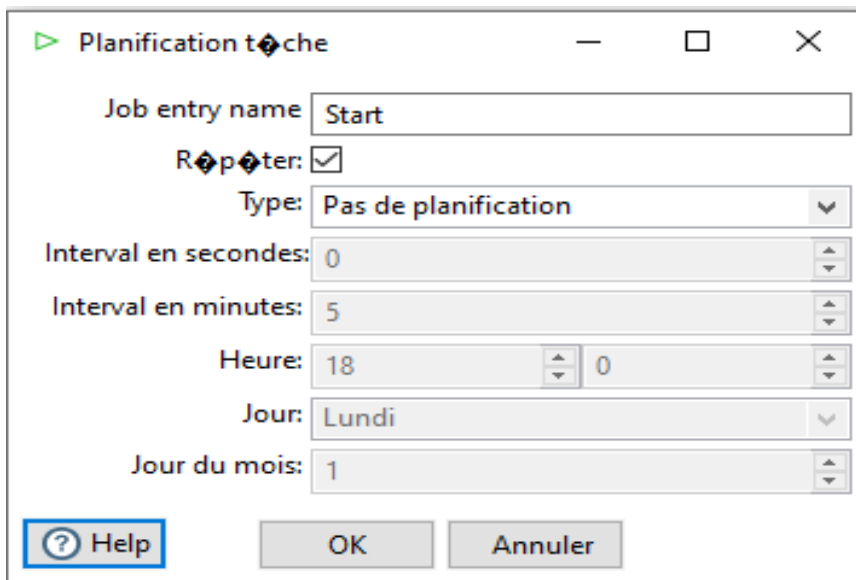 Planification t�che
Job entry name Start
R�p�ter:
Type: Pas de planification
Interval en secondes: 0
Interval en minutes: 5
Heure: 18 0
Jour: Lundi
Jour du mois: 1
Help OK Annuler